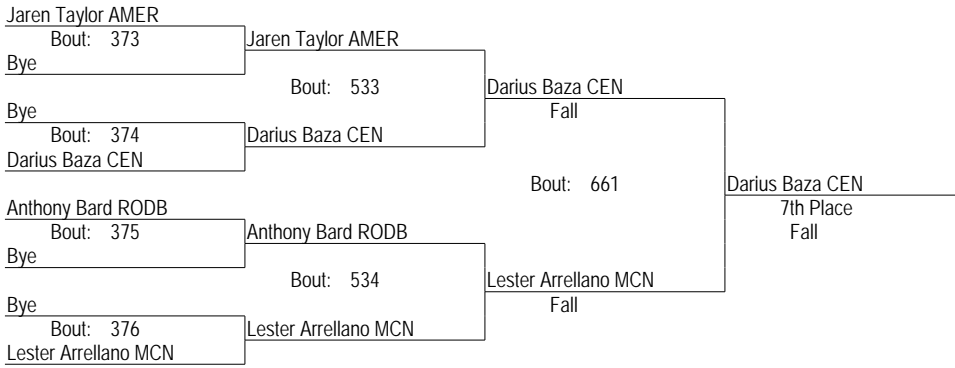 Jaren Taylor AMER
Bout: 373
Jaren Taylor AMER
Bye
Bout: 533
Darius Baza CEN
Bye
Fall
Bout: 374
Darius Baza CEN
Darius Baza CEN
Bout: 661
Darius Baza CEN
Anthony Bard RODB
7th Place
Bout: 375
Anthony Bard RODB
Fall
Bye
Bout: 534
Lester Arrellano MCN
Bye
Fall
Bout: 376
Lester Arrellano MCN
Lester Arrellano MCN